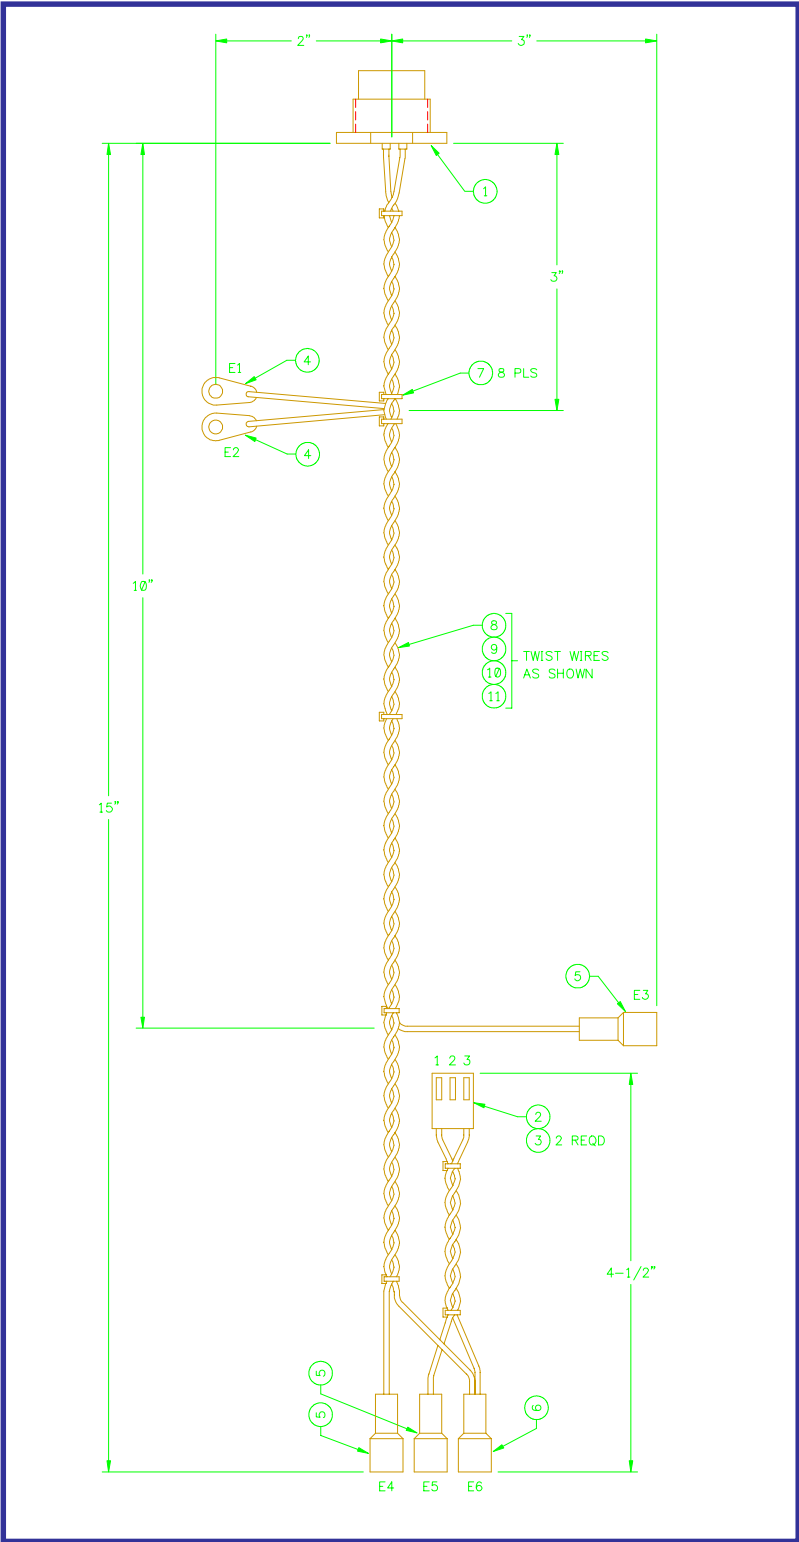 2" 3"
1
3"
E1 4
7 8 PLS
E2 4
10"
8
9 TWIST WIRES
10 AS SHOWN
11
15"
5 E3
1 2 3
2
3 2 REQD
4-1/2"
5
5 6
E4 E5 E6